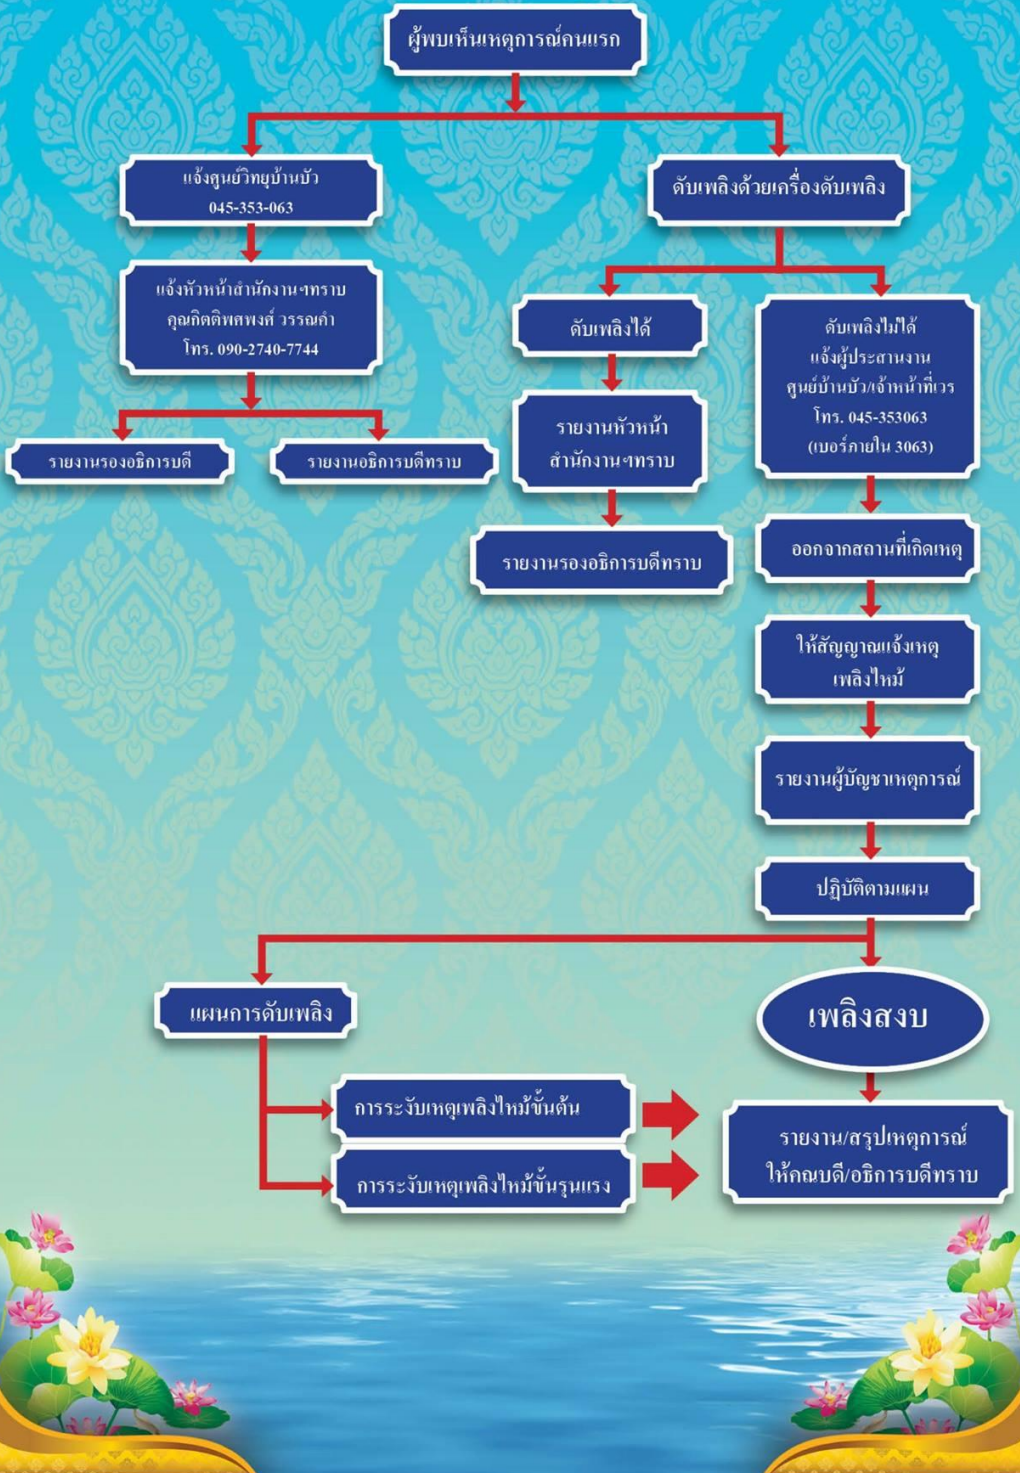 ผู้พบเห็นเหตุการณ์คนแรก
แจ้งศูนย์วิทยุบ้านบัว
045-353-063
ดับเพลิงด้วยเครื่องดับเพลิง
แจ้งหัวหน้าสำนักงานฯทราบ
คุณกิตติพศพงศ์ วรรณคำ
โทร. 090-2740-7744
รายงานรองอธิการบดี
รายงานอธิการบดีทราบ
ดับเพลิงได้
รายงานหัวหน้า
สำนักงานฯทราบ
รายงานรองอธิการบดีทราบ
ดับเพลิงไม่ได้
แจ้งผู้ประสานงาน
ศูนย์บ้านบัว/เจ้าหน้าที่เวร
โทร. 045-353063
(เบอร์ภายใน 3063)
ออกจากสถานที่เกิดเหตุ
ให้สัญญาณแจ้งเหตุ
เพลิงไหม้
รายงานผู้บัญชาเหตุการณ์
ปฏิบัติตามแผน
แผนการดับเพลิง
เพลิงสงบ
การระงับเหตุเพลิงไหม้ขั้นต้น
การระงับเหตุเพลิงไหม้ขั้นรุนแรง
รายงาน/สรุปเหตุการณ์
ให้คณบดี/อธิการบดีทราบ